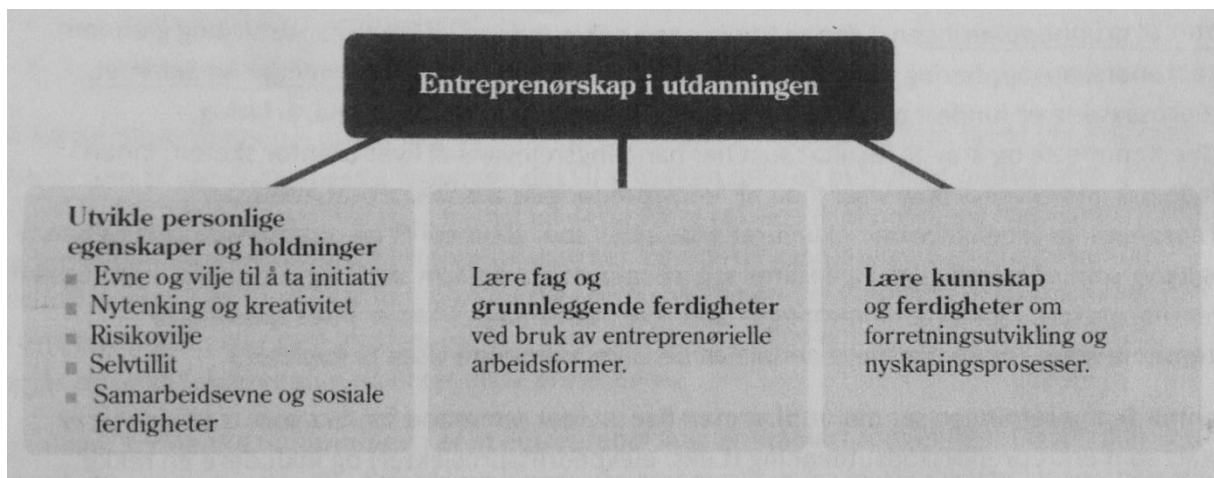 Entreprenørskap i utdanningen
Utvikle personlige
egenskaper og holdninger
Evne og vilje til å ta initiativ
Nytenking og kreativitet
Risikovilje
Selvtillit
Samarbeidsevne og sosiale
ferdigheter
Lære fag og
grunnleggende ferdigheter
ved bruk av entreprenørielle
arbeidsformer.
Lære kunnskap
og ferdigheter om
forretningsutvikling og
nyskapingsprosesser.